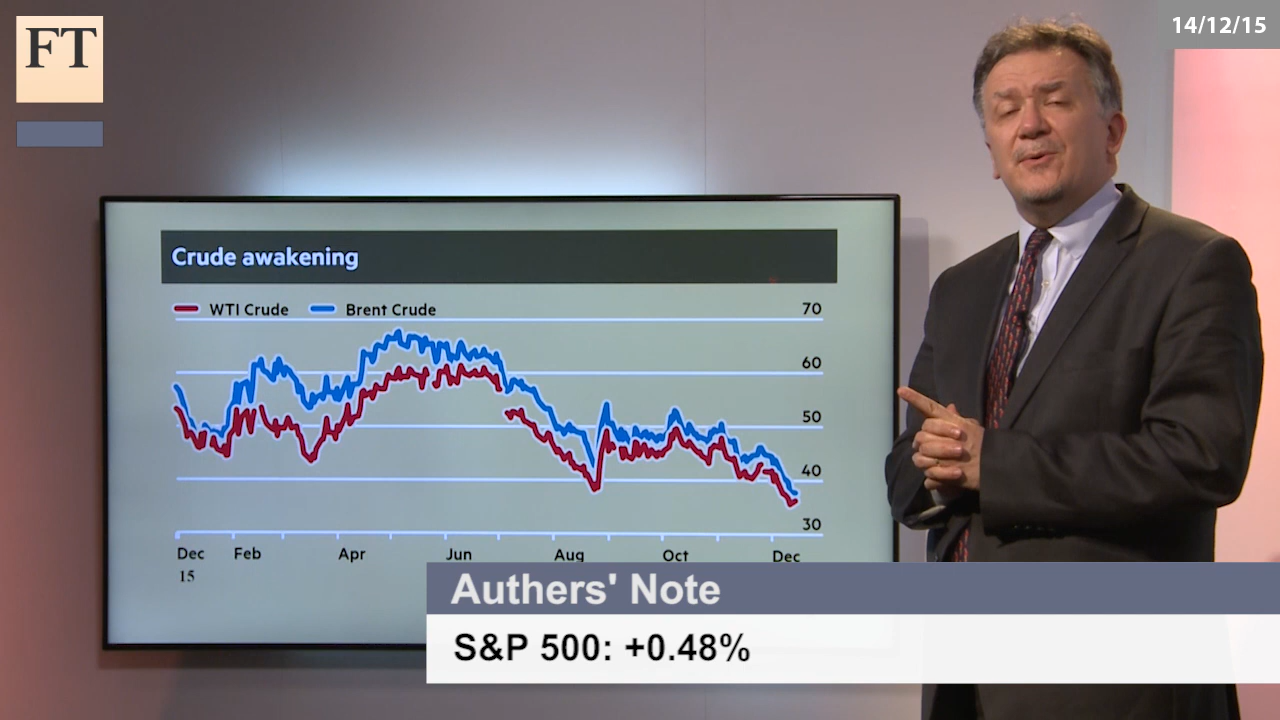 FT
14/12/15
Crude awakening
WTI Crude Brent Crude
70
60
50
40
30
Dec Feb Apr Jun Aug Oct Dec
15
Authers' Note
S&P 500: +0.48%